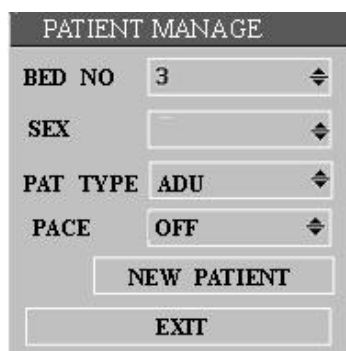 PATIENT MANAGE
BED NO 3
SEX
PAT TYPE ADU
PACE OFF
NEW PATIENT
EXIT